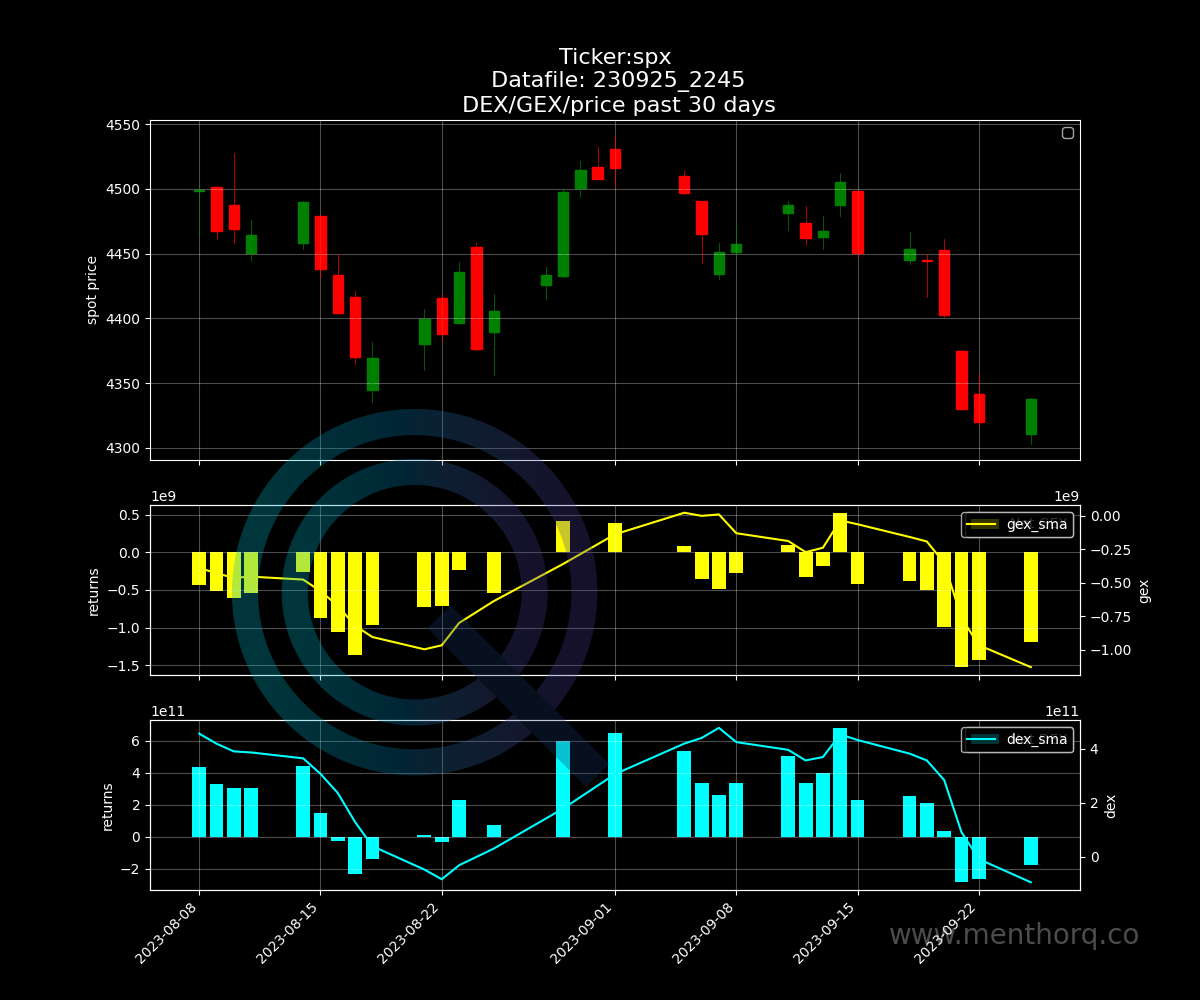 Ticker:spx
Datafile: 230925_2245
DEX/GEX/price past 30 days
4550
4500
4450
4400
4350
4300
spot price
1e9
1e9
0.5
0.0
−0.5
−1.0
−1.5
returns
gex_sma
0.00
−0.25
−0.50
−0.75
−1.00
gex
1e11
1e11
6
4
2
0
−2
returns
dex_sma
4
2
0
dex
2023-08-08
2023-08-15
2023-08-22
2023-09-01
2023-09-08
2023-09-15
2023-09-22
www.menthorq.co